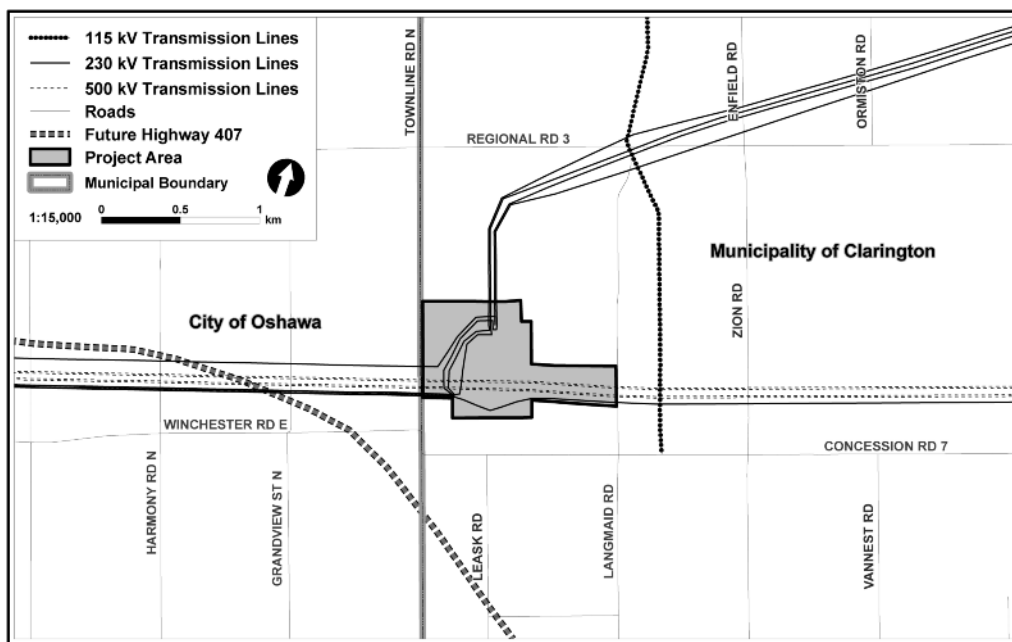 115 kV Transmission Lines
230 kV Transmission Lines
500 kV Transmission Lines
Roads
Future Highway 407
Project Area
Municipal Boundary
1:15,000
0 0.5 1
km
TOWNLINE RD N
REGIONAL RD 3
ENFIELD RD
ORMISTON RD
Municipality of Clarington
City of Oshawa
ZION RD
WINCHESTER RD E
CONCESSION RD 7
HARMONY RD N
GRANDVIEW ST N
LEASK RD
LANGMAID RD
VANNEST RD